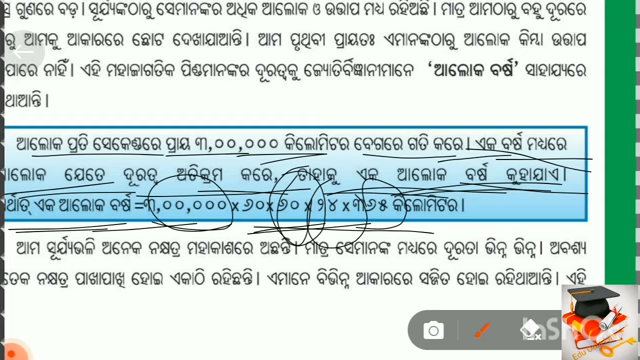 ଗୁଣରେ ବଡ଼। ସୂର୍ଯ୍ୟଙ୍କଠାରୁ ସେମାନଙ୍କର ଅଧିକ ଆଲୋକ ଓ ଉତ୍ତାପ ମଧ୍ୟ ରହିଅଛି। ମାତ୍ର ଆମଠାରୁ ବହୁ ଦୂରରେ
ଆମକୁ ଆକାରରେ ଛୋଟ ଦେଖାଯାଆନ୍ତି। ଆମ ପୃଥିବୀ ପ୍ରାୟତଃ ଏମାନଙ୍କଠାରୁ ଆଲୋକ କିମ୍ବା ଉତ୍ତାପ
ପାରେ ନାହିଁ। ଏହି ମହାଜାଗତିକ ପିଣ୍ଡମାନଙ୍କର ଦୂରତ୍ୱକୁ ଜ୍ୟୋତିର୍ବିଜ୍ଞାନୀମାନେ 'ଆଲୋକ ବର୍ଷ' ସାହାଯ୍ୟରେ
ଥାଆନ୍ତି।
ଆଲୋକ ପ୍ରତି ସେକେଣ୍ଡରେ ପ୍ରାୟ ୩,୦୦,୦୦୦ କିଲୋମିଟର ବେଗରେ ଗତି କରେ। ଏକ ବର୍ଷ ମଧ୍ୟରେ
ଯେତେ ଦୂରତ୍ୱ ଅତିକ୍ରମ କରେ, ତାହାକୁ ଏକ ଆଲୋକ ବର୍ଷ କୁହାଯାଏ।
ଏକ ଆଲୋକ ବର୍ଷ =୩,୦୦,୦୦୦ x ୬୦ x ୬୦ x ୨୪ x ୩୬୫ କିଲୋମିଟର।
ଆମ ସୂର୍ଯ୍ୟଭଳି ଅନେକ ନକ୍ଷତ୍ର ମହାକାଶରେ ଅଛନ୍ତି। ମାତ୍ର ସେମାନଙ୍କ ମଧ୍ୟରେ ଦୂରତା ଭିନ୍ନ ଭିନ୍ନ। ଅବଶ୍ୟ
ନକ୍ଷତ୍ର ପାଖାପାଖି ହୋଇ ଏକାଠି ରହିଛନ୍ତି। ଏମାନେ ବିଭିନ୍ନ ଆକାରରେ ସଜ୍ଜିତ ହୋଇ ରହିଥାଆନ୍ତି। ଏହି